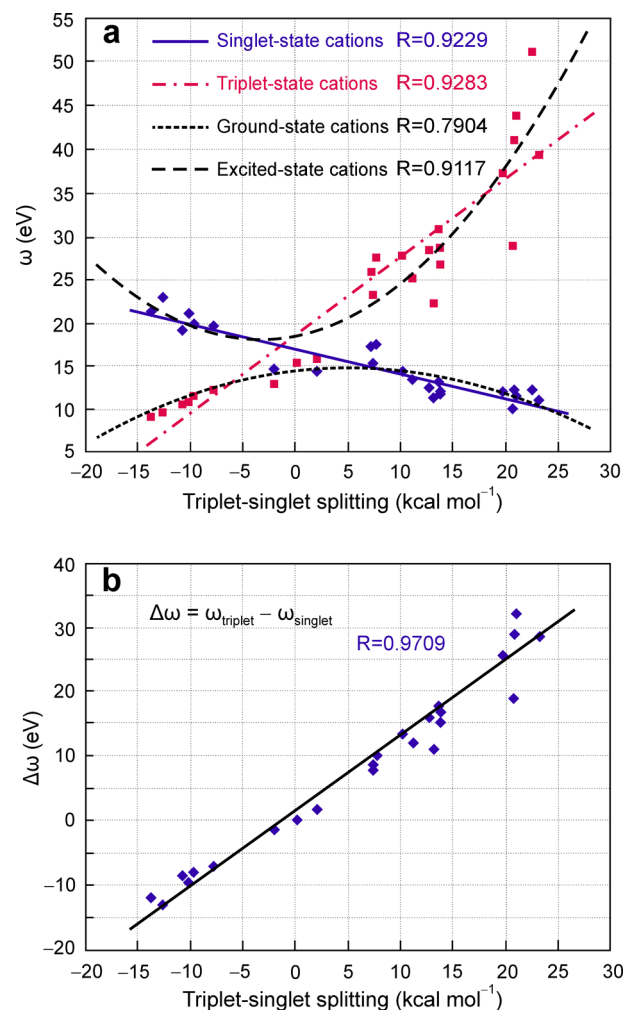 a
Singlet-state cations R=0.9229
Triplet-state cations R=0.9283
Ground-state cations R=0.7904
Excited-state cations R=0.9117
55
50
45
40
35
30
25
20
15
10
5
ω (eV)
−20 −15 −10 −5 0 5 10 15 20 25 30
Triplet-singlet splitting (kcal mol⁻¹)
b
Δω = ω_triplet − ω_singlet
R=0.9709
40
30
20
10
0
−10
−20
Δω (eV)
−20 −15 −10 −5 0 5 10 15 20 25 30
Triplet-singlet splitting (kcal mol⁻¹)